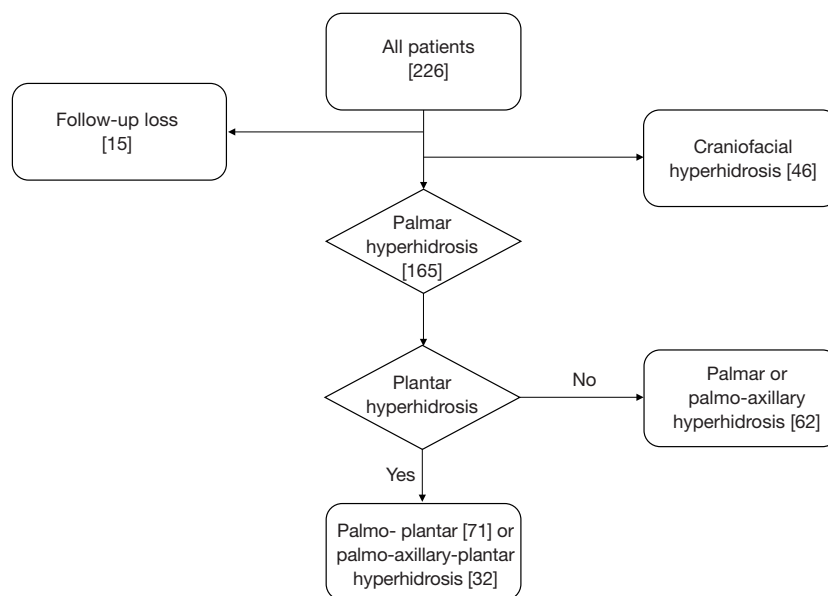 All patients
[226]
Follow-up loss
[15]
Craniofacial
hyperhidrosis [46]
Palmar
hyperhidrosis
[165]
Plantar
hyperhidrosis
No
Palmar or
palmo-axillary
hyperhidrosis [62]
Yes
Palmo- plantar [71] or
palmo-axillary-plantar
hyperhidrosis [32]